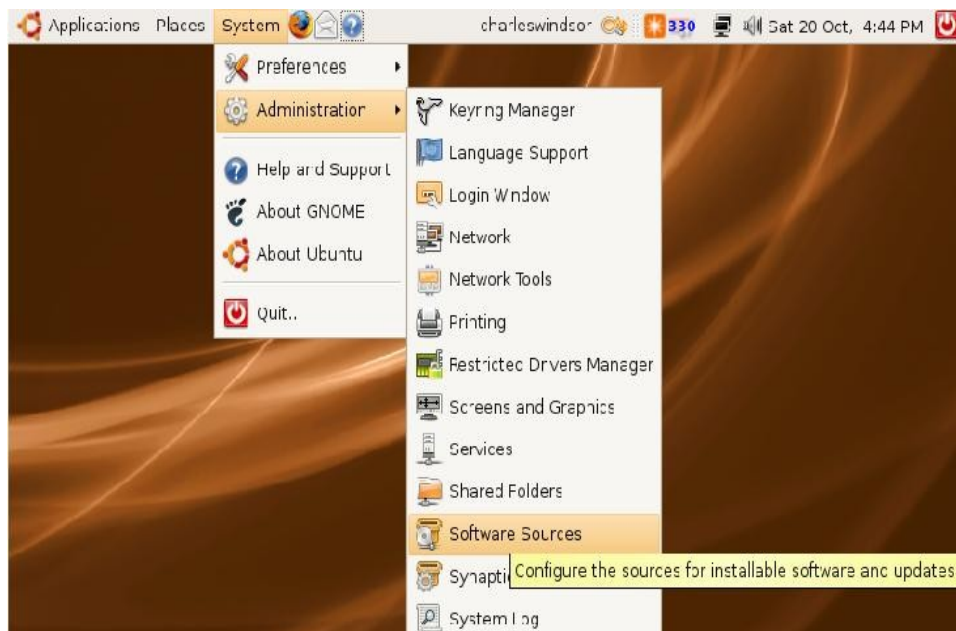 Applications Places System charleswindsor 330 Sat 20 Oct, 4:44 PM
Preferences
Administration
Help and Support
About GNOME
About Ubuntu
Quit..
Keyring Manager
Language Support
Login Window
Network
Network Tools
Printing
Restricted Drivers Manager
Screens and Graphics
Services
Shared Folders
Software Sources
Configure the sources for installable software and updates
Synapti
System Log